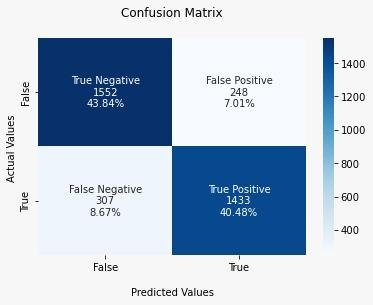 Confusion Matrix
True Negative
1552
43.84%
False Positive
248
7.01%
False Negative
307
8.67%
True Positive
1433
40.48%
Actual Values
False
True
False
True
Predicted Values
1400
1200
1000
800
600
400